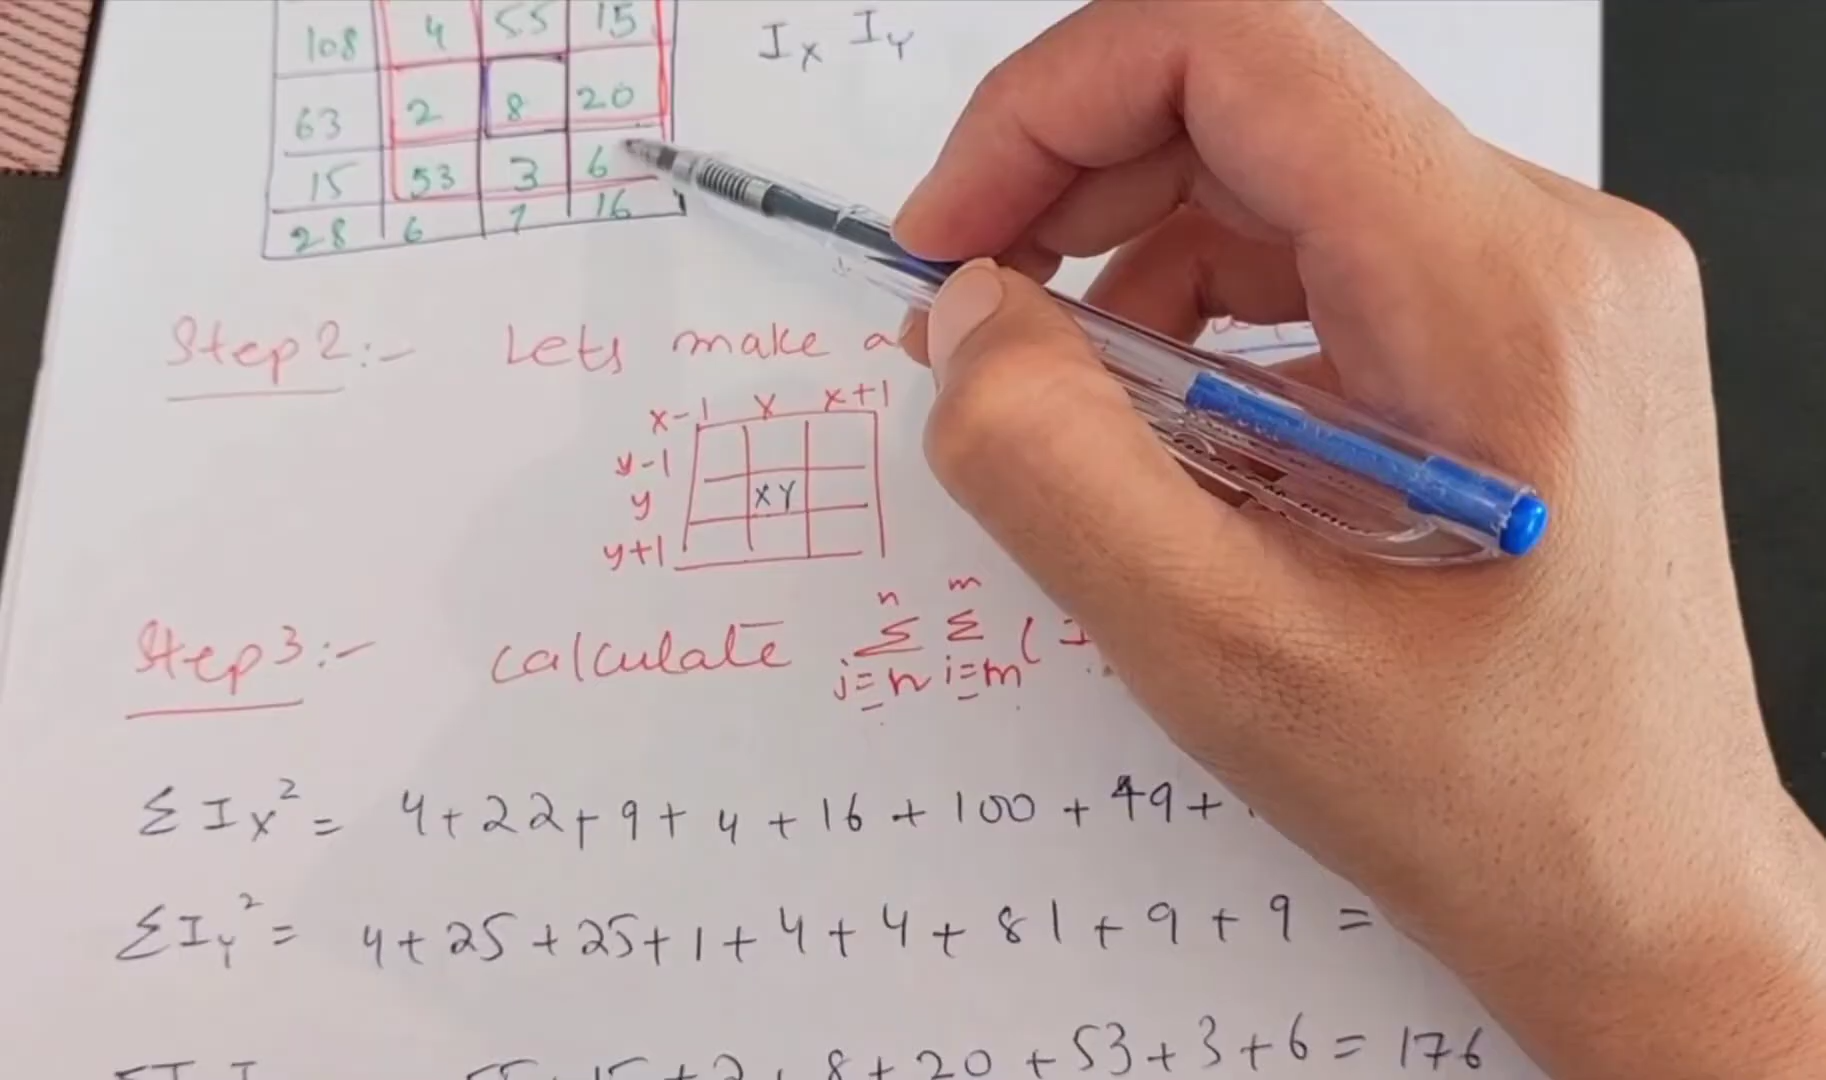 108 4 55 15
Ix IY
63 2 8 20
15 53 3 6
28 6 7 16
Step 2:- Lets make a
x-1 x x+1
y-1
y XY
y+1
n m
Step 3:- calculate Σ Σ (I
j=n i=m
ΣIx² = 4+22+9+4+16+100+49+
ΣIY² = 4+25+25+1+4+4+81+9+9=
8+20+53+3+6=176